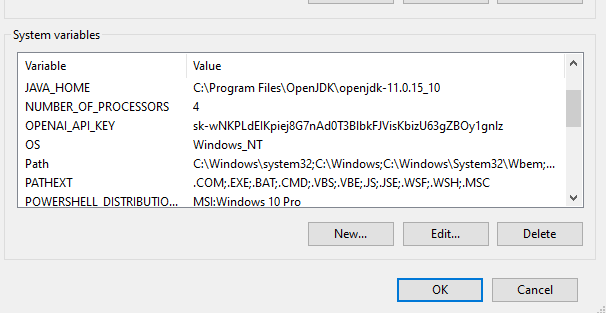 System variables
Variable Value
JAVA_HOME C:\Program Files\OpenJDK\openjdk-11.0.15_10
NUMBER_OF_PROCESSORS 4
OPENAI_API_KEY
OS Windows_NT
Path C:\Windows\system32;C:\Windows;C:\Windows\System32\Wbem;...
PATHEXT .COM;.EXE;.BAT;.CMD;.VBS;.VBE;.JS;.JSE;.WSF;.WSH;.MSC
POWERSHELL_DISTRIBUTIO... MSI:Windows 10 Pro
New... Edit... Delete
OK Cancel